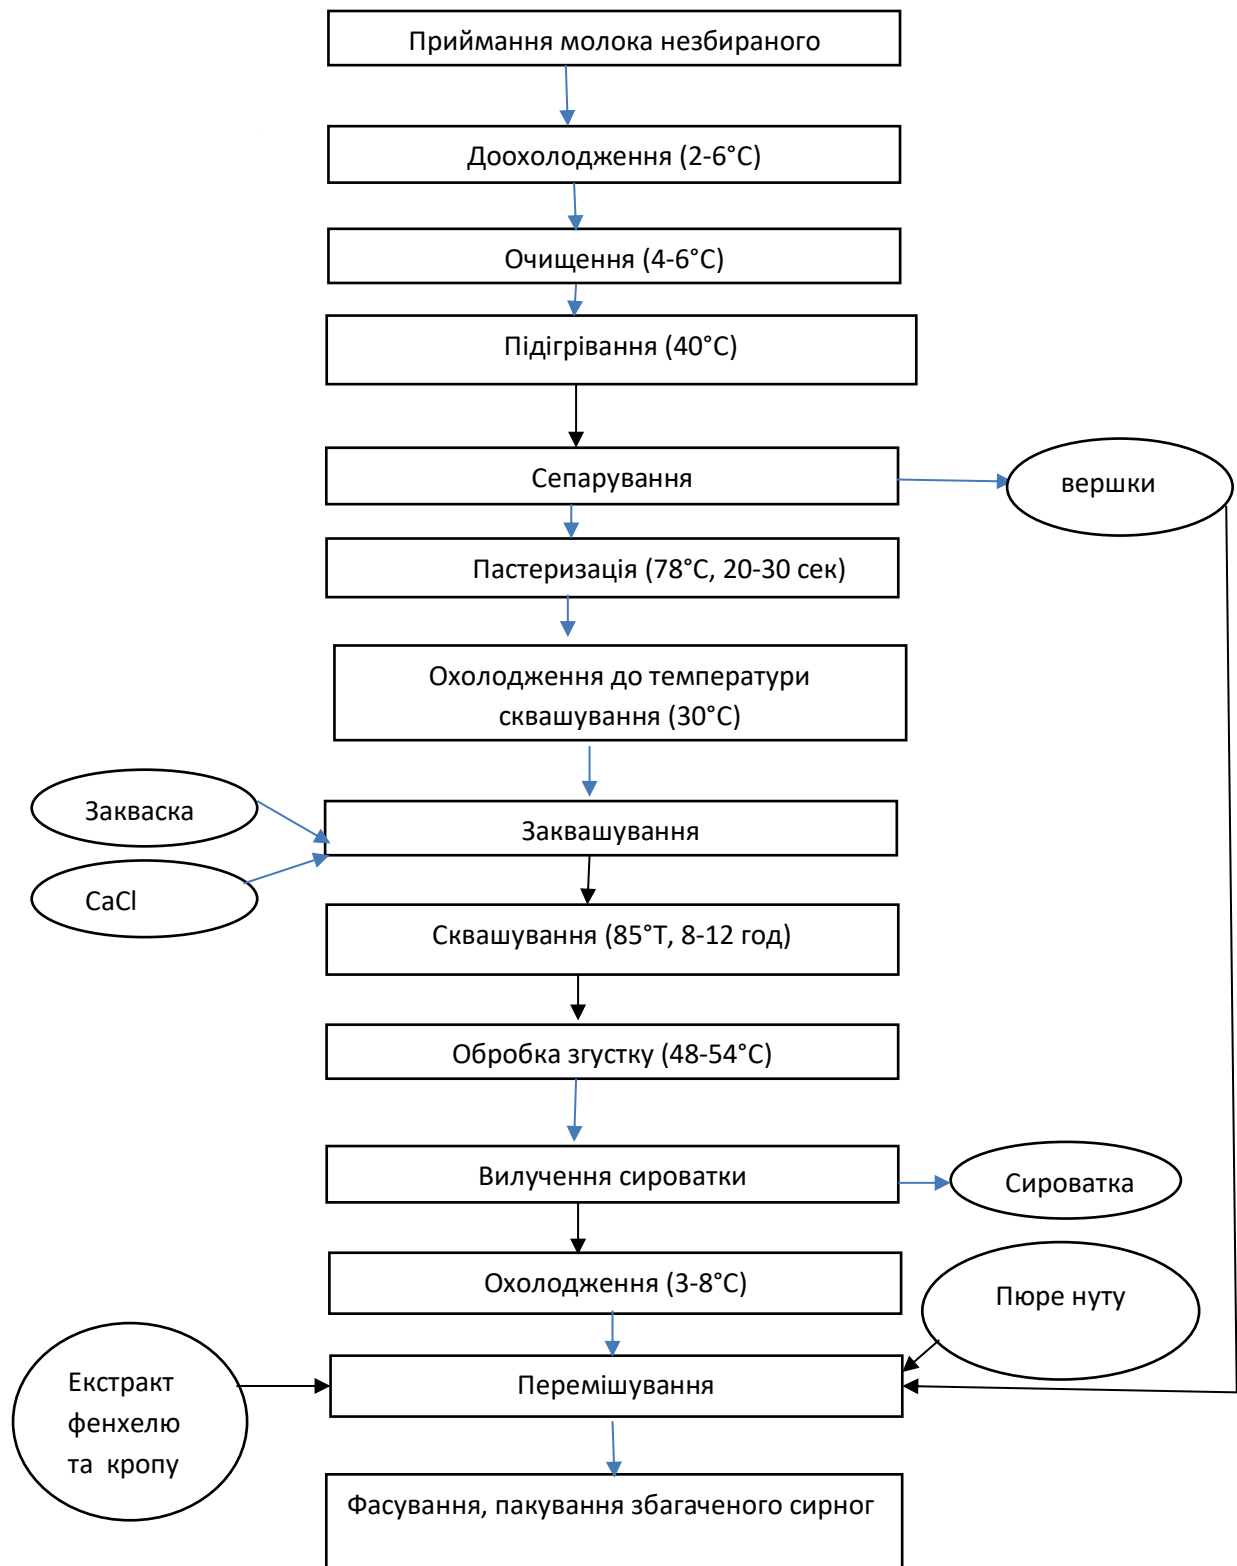 Приймання молока незбираного
Доохолодження (2-6°С)
Очищення (4-6°С)
Підігрівання (40°С)
Сепарування
вершки
Пастеризація (78°С, 20-30 сек)
Охолодження до температури
сквашування (30°С)
Закваска
Заквашування
CaCl
Сквашування (85°Т, 8-12 год)
Обробка згустку (48-54°С)
Вилучення сироватки
Сироватка
Охолодження (3-8°С)
Пюре нуту
Екстракт
фенхелю
та кропу
Перемішування
Фасування, пакування збагаченого сирног